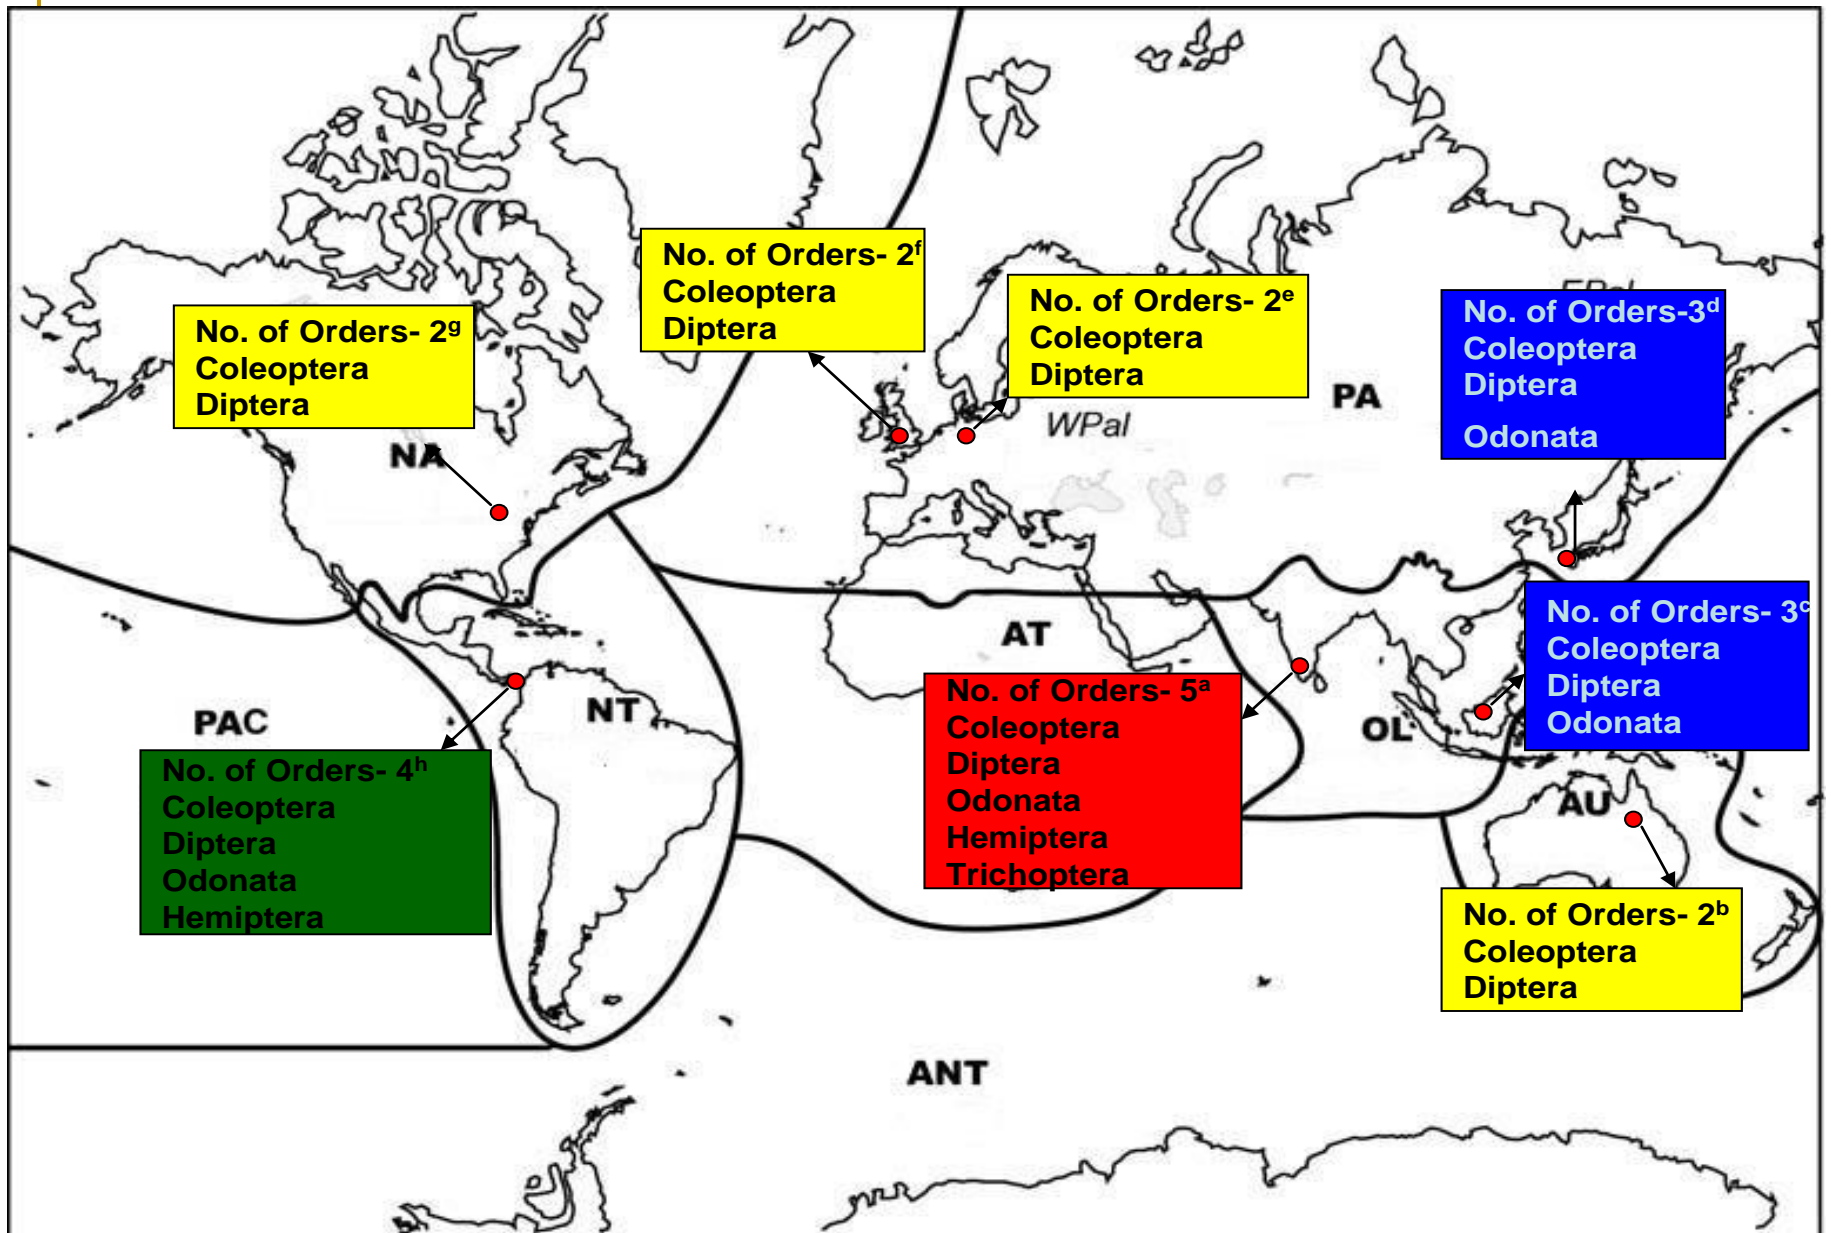 No. of Orders- 2ᶠ
Coleoptera
Diptera
No. of Orders- 2ᵉ
Coleoptera
Diptera
No. of Orders-3ᵈ
Coleoptera
Diptera
Odonata
No. of Orders- 2ᵍ
Coleoptera
Diptera
PA
WPal
NA
No. of Orders- 3ᶜ
Coleoptera
Diptera
Odonata
AT
No. of Orders- 5ᵃ
Coleoptera
Diptera
Odonata
Hemiptera
Trichoptera
NT
PAC
OL
No. of Orders- 4ʰ
Coleoptera
Diptera
Odonata
Hemiptera
AU
No. of Orders- 2ᵇ
Coleoptera
Diptera
ANT